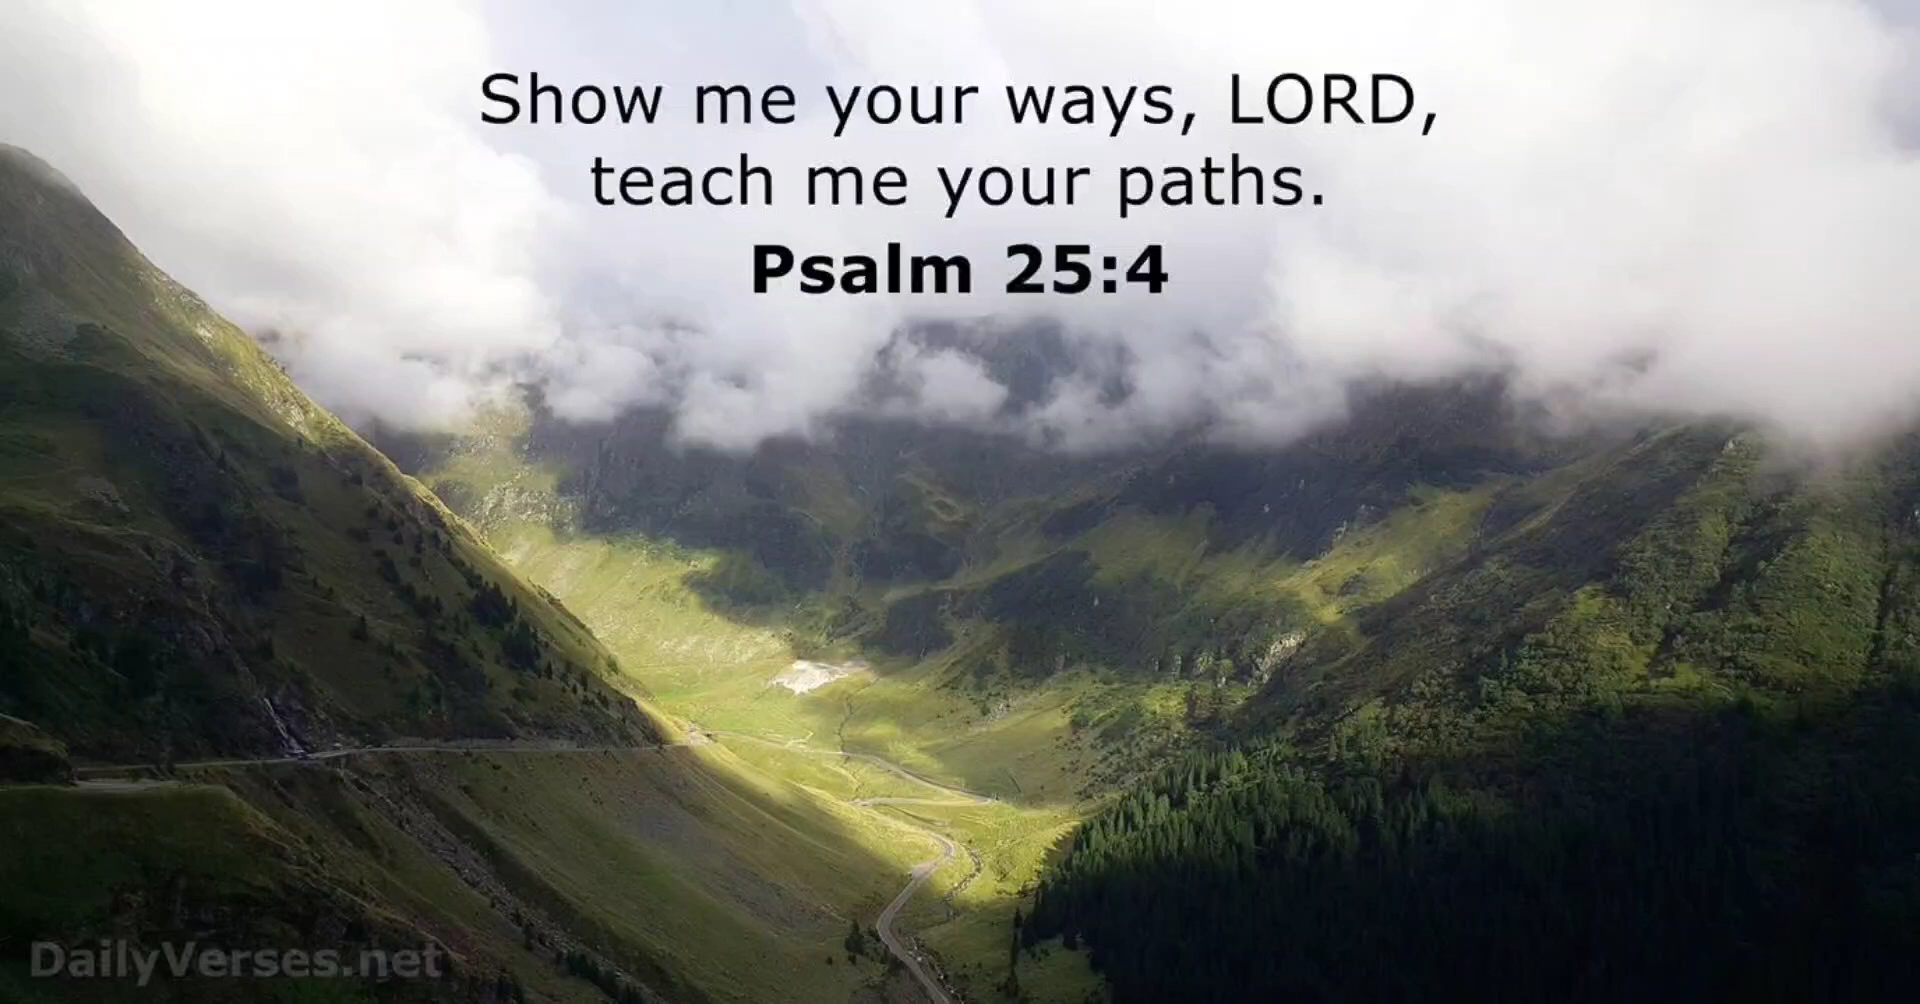 Show me your ways, LORD,
teach me your paths.
Psalm 25:4
DailyVerses.net